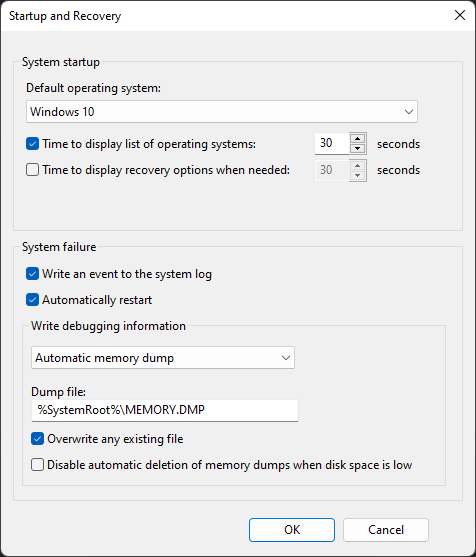 Startup and Recovery
System startup
Default operating system:
Windows 10
Time to display list of operating systems: 30 seconds
Time to display recovery options when needed: 30 seconds
System failure
Write an event to the system log
Automatically restart
Write debugging information
Automatic memory dump
Dump file:
%SystemRoot%\MEMORY.DMP
Overwrite any existing file
Disable automatic deletion of memory dumps when disk space is low
OK Cancel